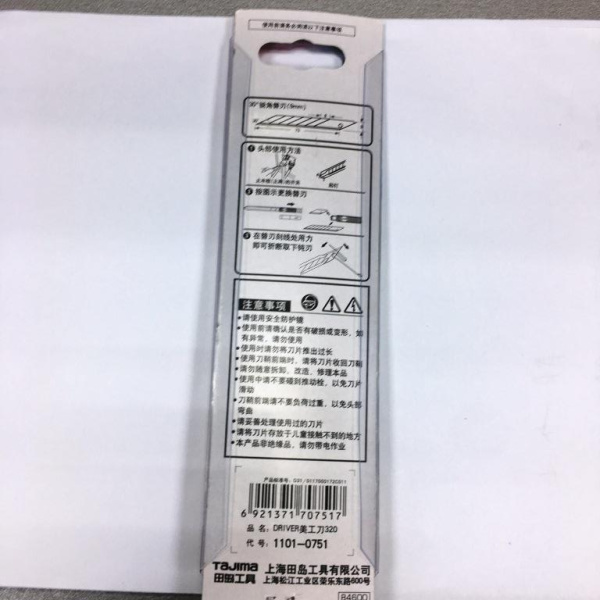 使用前请务必阅读以下注意事项
30°锐角替刃(9mm)
1 头部使用方法
起钉
2 按图示更换替刃
3 在替刃刻线处用力
即可折断取下钝刃
注意事项
•请使用安全防护镜
•使用前请确认是否有破损或变形，如
有异常，请勿使用
•使用时请勿将刀片推出过长
•使用刀鞘前端时，请将刀片收回刀鞘
•请勿随意拆卸、改造、修理本品
•使用中请不要碰到推动栓，以免刀片
滑动
•刀鞘前端请不要负荷过重，以免头部
弯曲
•请妥善处理使用过的刀片
•请将刀片存放于儿童接触不到的地方
•本产品非绝缘品，请勿带电作业
6 921371 707517
品 名：DRIVER美工刀320
代 号：1101-0751
TaJima
田岛工具
上海田岛工具有限公司
上海松江工业区荣乐东路600号
84600